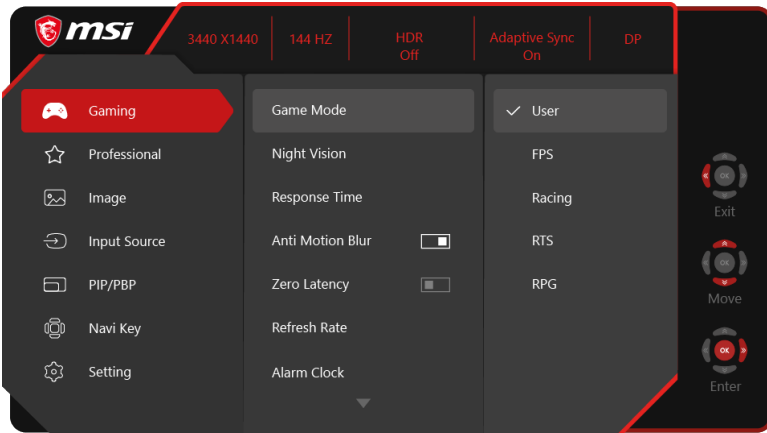 msi
3440 X1440
144 HZ
HDR
Off
Adaptive Sync
On
DP
Gaming
Professional
Image
Input Source
PIP/PBP
Navi Key
Setting
Game Mode
Night Vision
Response Time
Anti Motion Blur
Zero Latency
Refresh Rate
Alarm Clock
User
FPS
Racing
RTS
RPG
OK
Exit
OK
Move
OK
Enter